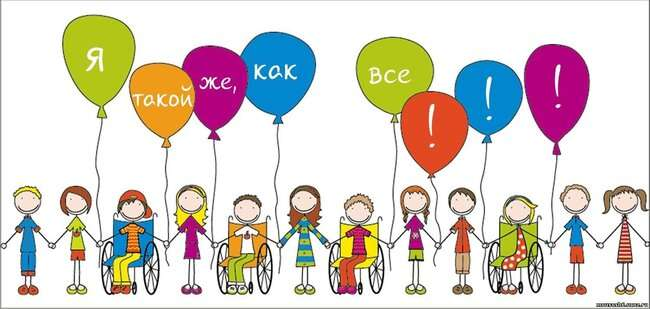 Я такой же, как все ! ! !